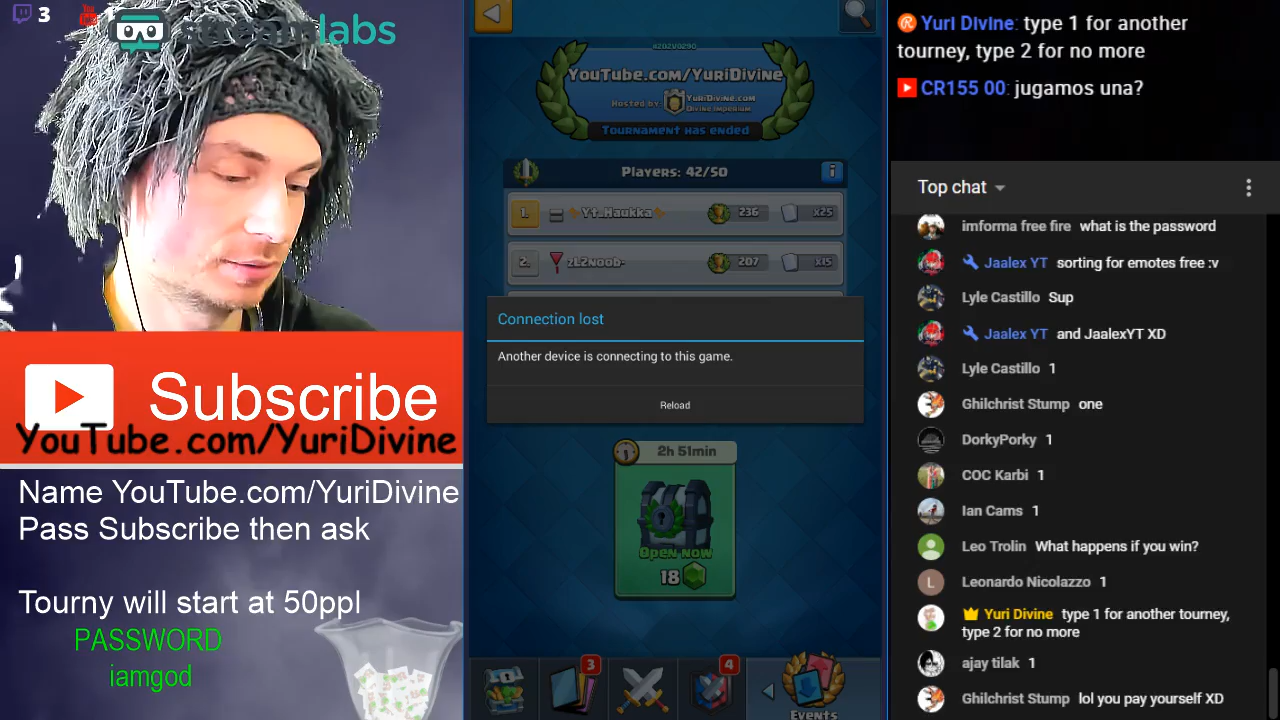 3
You
streamlabs
Subscribe
YouTube.com/YuriDivine
Name YouTube.com/YuriDivine
Pass Subscribe then ask
Tourny will start at 50ppl
PASSWORD
iamgod
YouTube.com/YuriDivine
Hosted by: YuriDivine.com
Divine Imperium
Tournament has ended
Players: 42/50
i
1. Yt_Haukka 236 x25
2. zLZNoob- 207 x15
Connection lost
Another device is connecting to this game.
Reload
2h 51min
Open now
18
1
3
4
Events
Yuri Divine: type 1 for another
tourney, type 2 for no more
CR155 00: jugamos una?
Top chat
imforma free fire what is the password
Jaalex YT sorting for emotes free :v
Lyle Castillo Sup
Jaalex YT and JaalexYT XD
Lyle Castillo 1
Ghilchrist Stump one
DorkyPorky 1
COC Karbi 1
Ian Cams 1
Leo Trolin What happens if you win?
L Leonardo Nicolazzo 1
Yuri Divine type 1 for another tourney,
type 2 for no more
ajay tilak 1
Ghilchrist Stump lol you pay yourself XD